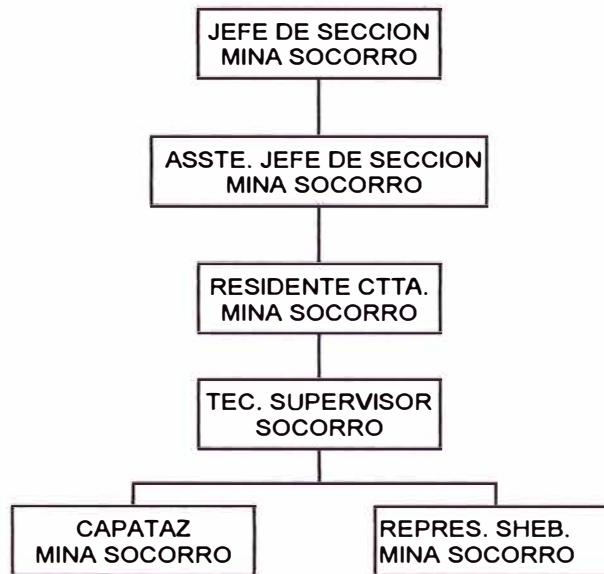 JEFE DE SECCION
MINA SOCORRO
ASSTE. JEFE DE SECCION
MINA SOCORRO
RESIDENTE CTTA.
MINA SOCORRO
TEC. SUPERVISOR
SOCORRO
CAPATAZ
MINA SOCORRO
REPRES. SHEB.
MINA SOCORRO